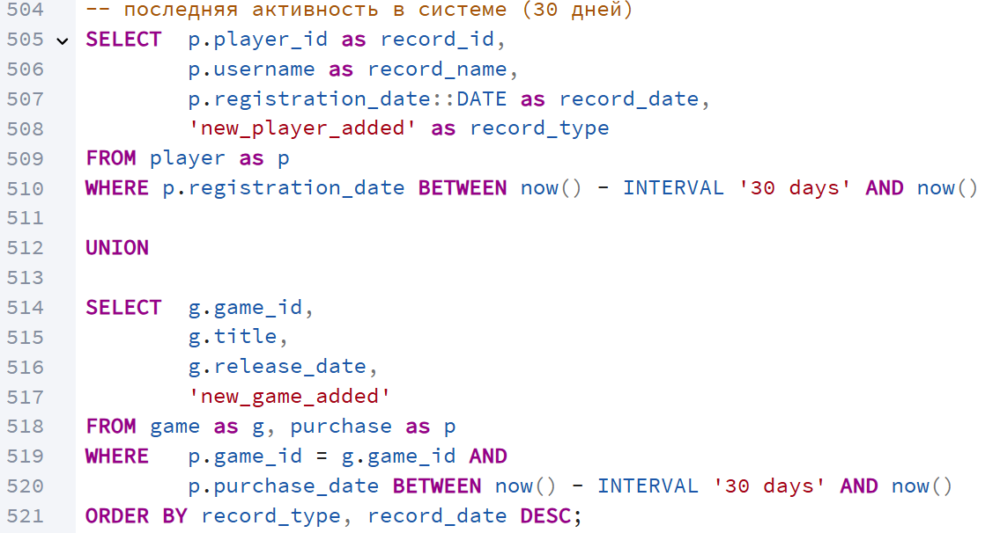 504 -- последняя активность в системе (30 дней)
505 SELECT p.player_id as record_id,
506 p.username as record_name,
507 p.registration_date::DATE as record_date,
508 'new_player_added' as record_type
509 FROM player as p
510 WHERE p.registration_date BETWEEN now() - INTERVAL '30 days' AND now()
511
512 UNION
513
514 SELECT g.game_id,
515 g.title,
516 g.release_date,
517 'new_game_added'
518 FROM game as g, purchase as p
519 WHERE p.game_id = g.game_id AND
520 p.purchase_date BETWEEN now() - INTERVAL '30 days' AND now()
521 ORDER BY record_type, record_date DESC;